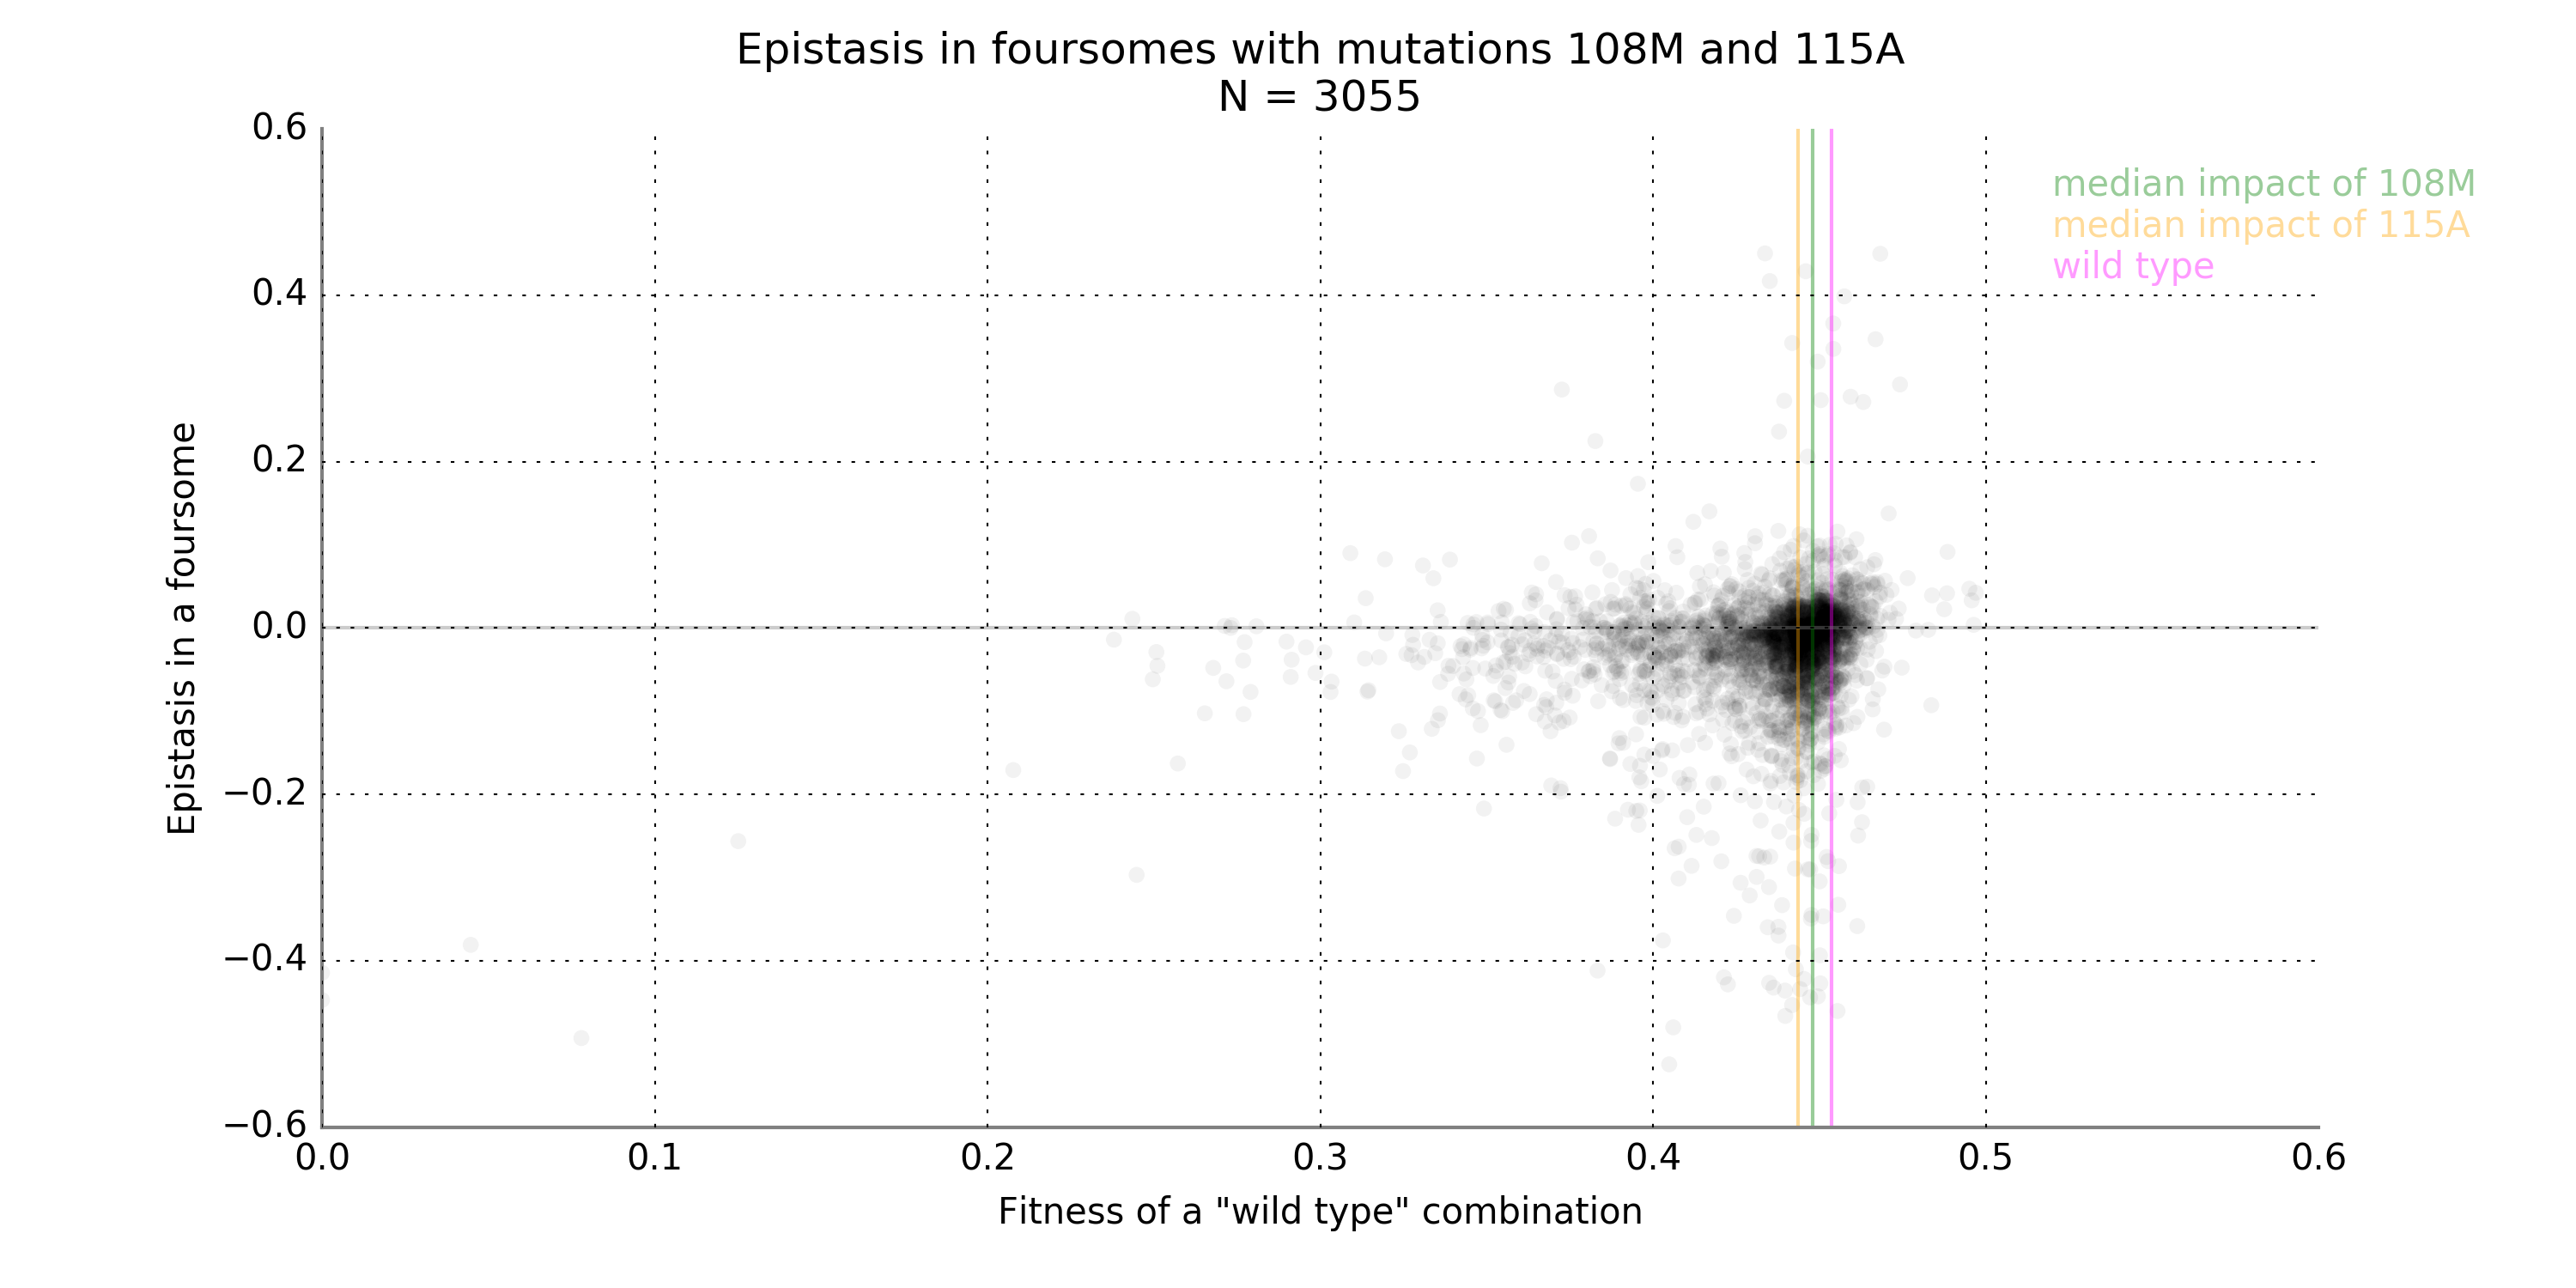 Epistasis in foursomes with mutations 108M and 115A
N = 3055
0.6
0.4
0.2
0.0
−0.2
−0.4
−0.6
Epistasis in a foursome
median impact of 108M
median impact of 115A
wild type
0.0 0.1 0.2 0.3 0.4 0.5 0.6
Fitness of a "wild type" combination